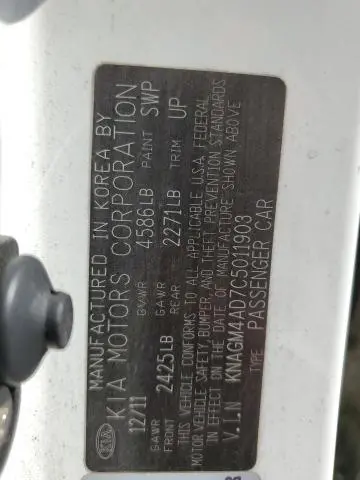 KIA
MANUFACTURED IN KOREA BY
KIA MOTORS CORPORATION
12/11 GVWR 4586LB PAINT SWP
GAWR FRONT 2425LB GAWR REAR 2271LB TRIM UP
THIS VEHICLE CONFORMS TO ALL APPLICABLE U.S.A. FEDERAL
MOTOR VEHICLE SAFETY, BUMPER, AND THEFT PREVENTION STANDARDS
IN EFFECT ON THE DATE OF MANUFACTURE SHOWN ABOVE
V.I.N KNAGM4AD7C5011903
TYPE PASSENGER CAR